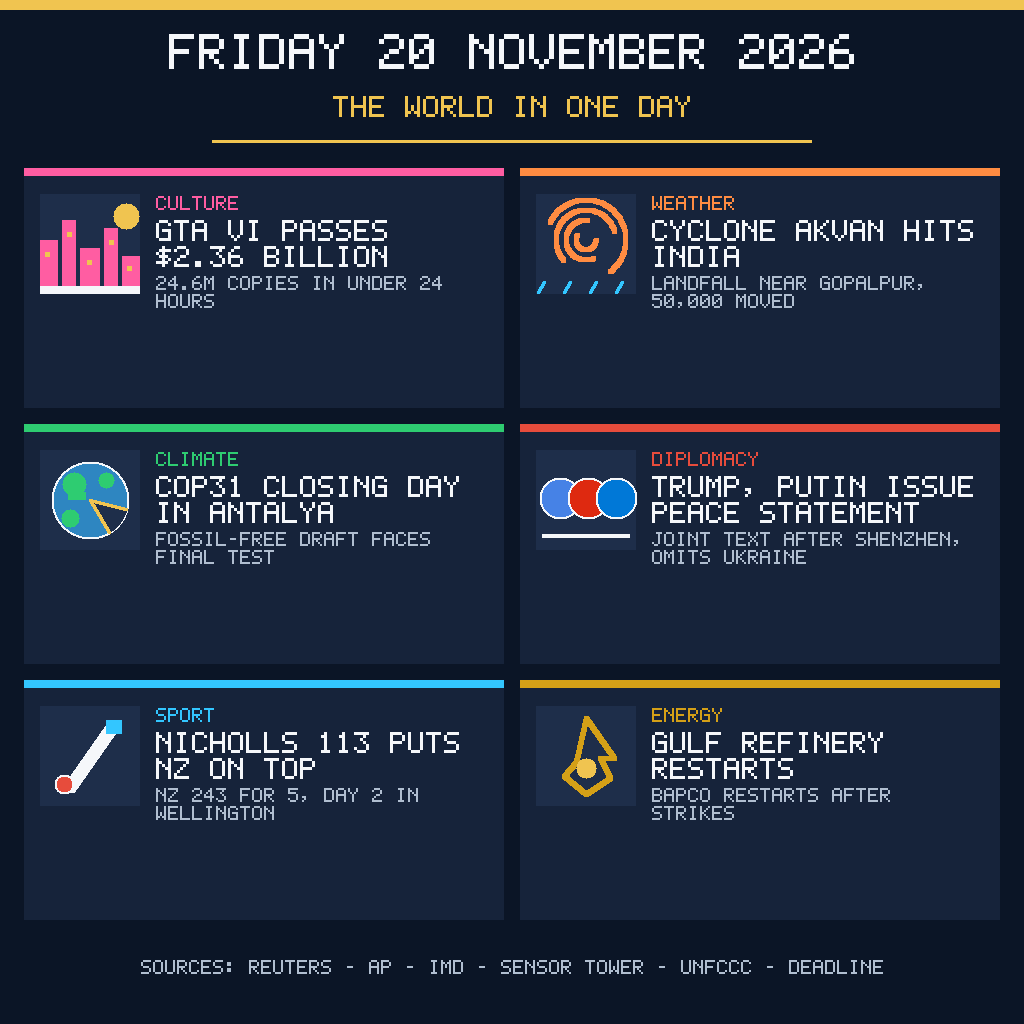 FRIDAY 20 NOVEMBER 2026
THE WORLD IN ONE DAY
CULTURE
GTA VI PASSES
$2.36 BILLION
24.6M COPIES IN UNDER 24
HOURS
WEATHER
CYCLONE AKVAN HITS
INDIA
LANDFALL NEAR GOPALPUR,
50,000 MOVED
CLIMATE
COP31 CLOSING DAY
IN ANTALYA
FOSSIL-FREE DRAFT FACES
FINAL TEST
DIPLOMACY
TRUMP, PUTIN ISSUE
PEACE STATEMENT
JOINT TEXT AFTER SHENZHEN,
OMITS UKRAINE
SPORT
NICHOLLS 113 PUTS
NZ ON TOP
NZ 243 FOR 5, DAY 2 IN
WELLINGTON
ENERGY
GULF REFINERY
RESTARTS
BAPCO RESTARTS AFTER
STRIKES
SOURCES: REUTERS - AP - IMD - SENSOR TOWER - UNFCCC - DEADLINE